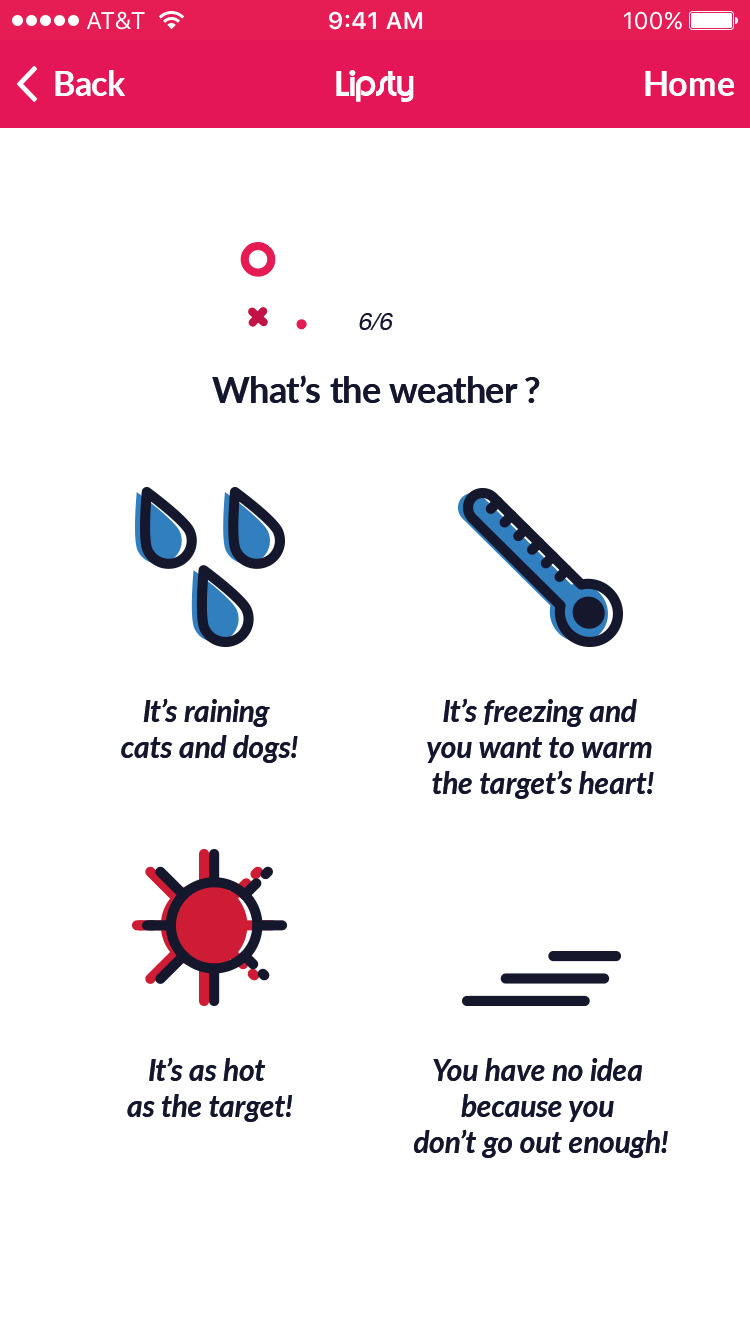 AT&T 9:41 AM 100%
Back Lipsty Home
6/6
What's the weather ?
It's raining
cats and dogs!
It's freezing and
you want to warm
the target's heart!
It's as hot
as the target!
You have no idea
because you
don't go out enough!